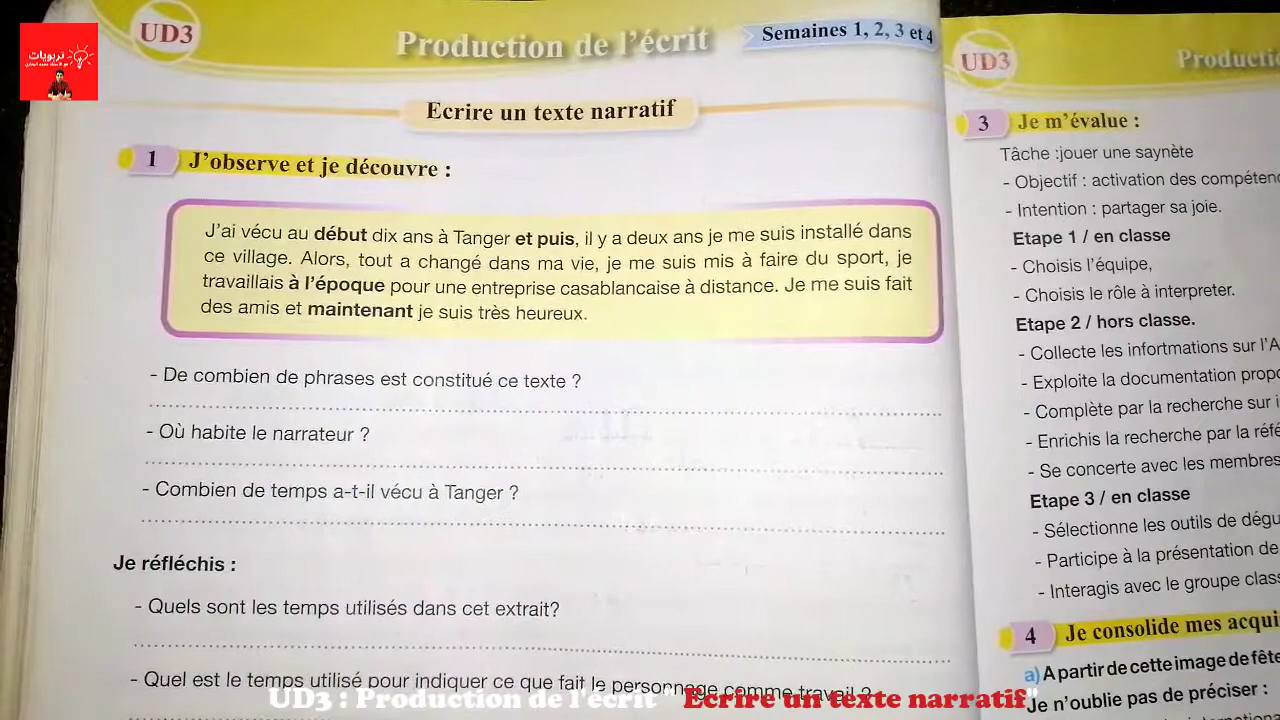 UD3
Production de l'écrit
Semaines 1, 2, 3 et 4
Ecrire un texte narratif
1 J'observe et je découvre :
J'ai vécu au début dix ans à Tanger et puis, il y a deux ans je me suis installé dans
ce village. Alors, tout a changé dans ma vie, je me suis mis à faire du sport, je
travaillais à l'époque pour une entreprise casablancaise à distance. Je me suis fait
des amis et maintenant je suis très heureux.
- De combien de phrases est constitué ce texte ?
- Où habite le narrateur ?
- Combien de temps a-t-il vécu à Tanger ?
Je réfléchis :
- Quels sont les temps utilisés dans cet extrait?
- Quel est le temps utilisé pour indiquer ce que fait le personnage comme travail ?
UD3
3 Je m'évalue :
Tâche :jouer une saynète
- Objectif : activation des
- Intention : partager sa joie.
Etape 1 / en classe
- Choisis l'équipe,
- Choisis le rôle à interpreter.
Etape 2 / hors classe.
- Collecte les infortmations sur
- Exploite la documentation
- Complète par la recherche sur
- Enrichis la recherche par la
- Se concerte avec les membres
Etape 3 / en classe
- Sélectionne les outils de
- Participe à la présentation de
- Interagis avec le groupe
4 Je consolide mes
a) A partir de cette image de fête
Je n'oublie pas de préciser :
تربويات
UD3 : Production de l'écrit " Ecrire un texte narratif"